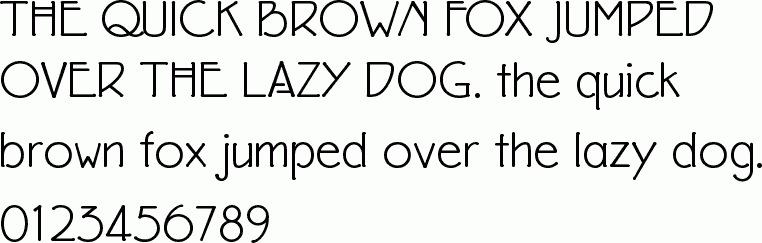 THE QUICK BROWN FOX JUMPED
OVER THE LAZY DOG. the quick
brown fox jumped over the lazy dog.
0123456789